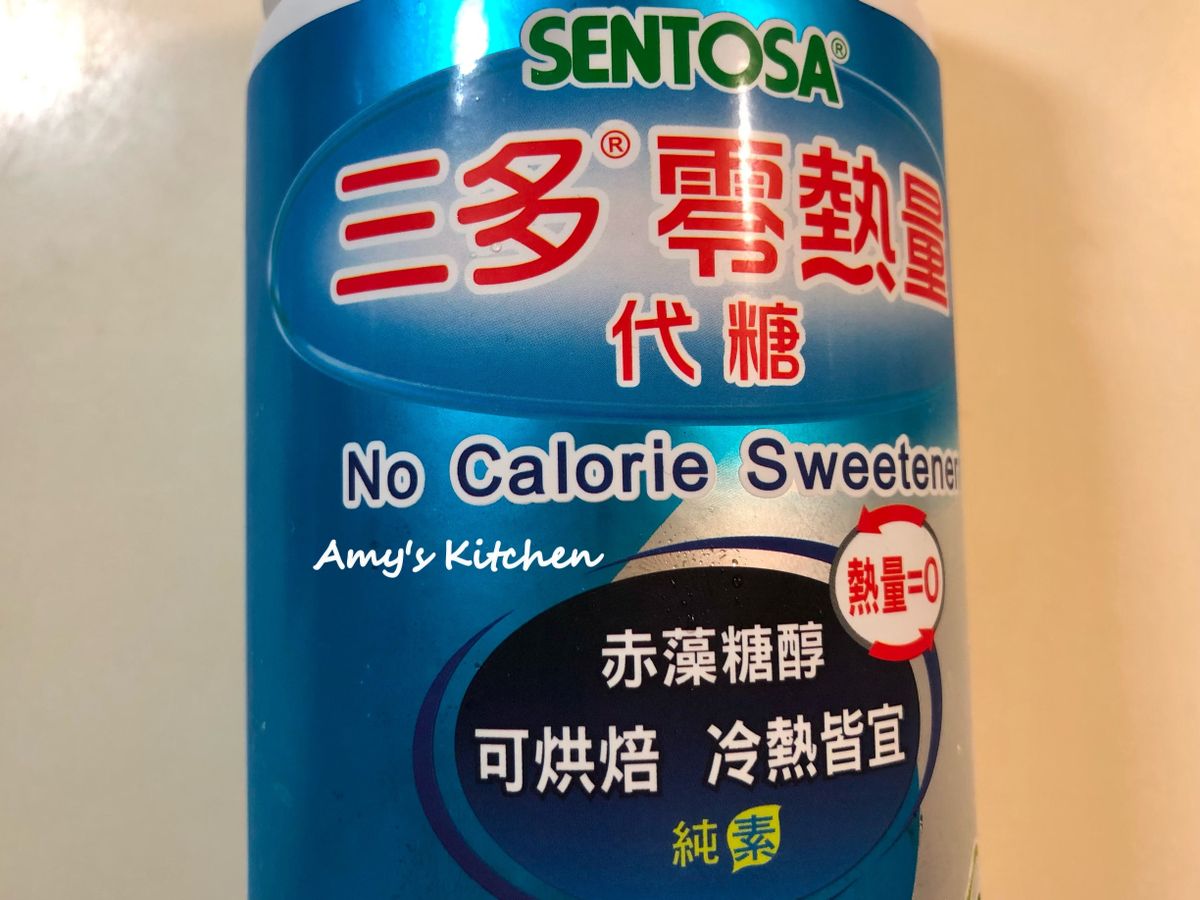 SENTOSA®
三多® 零熱量
代糖
No Calorie Sweetener
Amy's Kitchen
熱量=0
赤藻糖醇
可烘焙 冷熱皆宜
純素